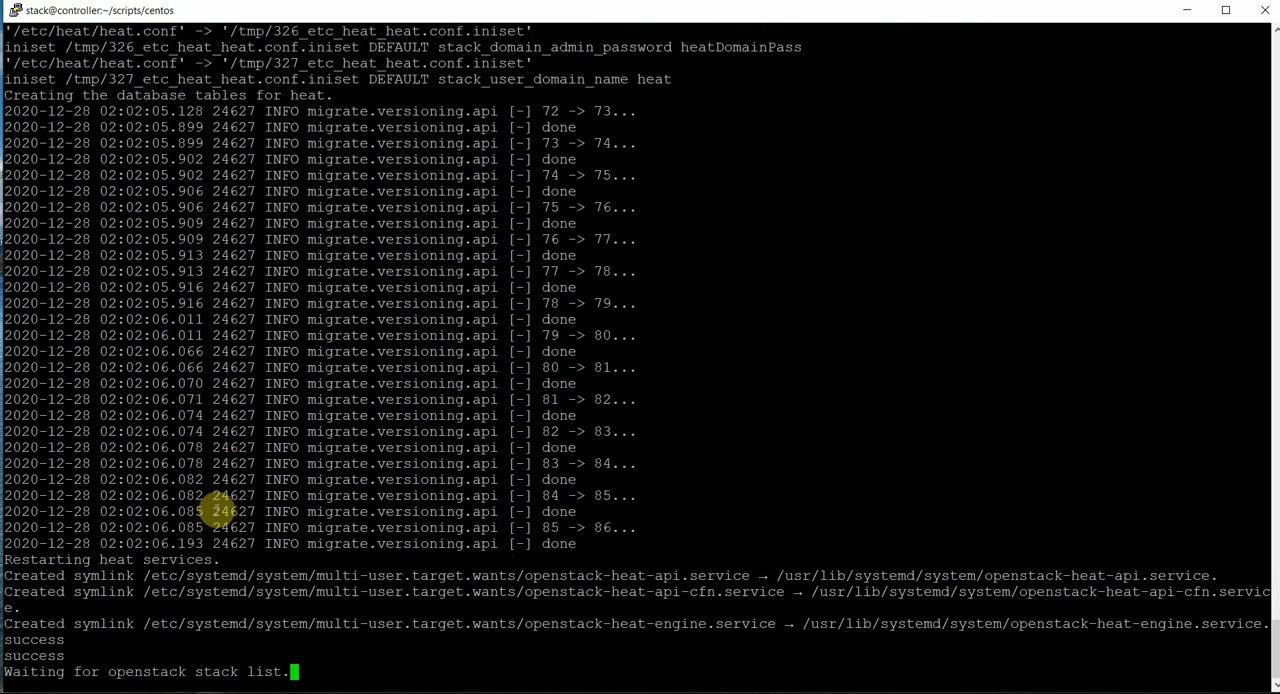 stack@controller:~/scripts/centos
'/etc/heat/heat.conf' -> '/tmp/326_etc_heat_heat.conf.iniset'
iniset /tmp/326_etc_heat_heat.conf.iniset DEFAULT stack_domain_admin_password heatDomainPass
'/etc/heat/heat.conf' -> '/tmp/327_etc_heat_heat.conf.iniset'
iniset /tmp/327_etc_heat_heat.conf.iniset DEFAULT stack_user_domain_name heat
Creating the database tables for heat.
2020-12-28 02:02:05.128 24627 INFO migrate.versioning.api [-] 72 -> 73...
2020-12-28 02:02:05.899 24627 INFO migrate.versioning.api [-] done
2020-12-28 02:02:05.899 24627 INFO migrate.versioning.api [-] 73 -> 74...
2020-12-28 02:02:05.902 24627 INFO migrate.versioning.api [-] done
2020-12-28 02:02:05.902 24627 INFO migrate.versioning.api [-] 74 -> 75...
2020-12-28 02:02:05.906 24627 INFO migrate.versioning.api [-] done
2020-12-28 02:02:05.906 24627 INFO migrate.versioning.api [-] 75 -> 76...
2020-12-28 02:02:05.909 24627 INFO migrate.versioning.api [-] done
2020-12-28 02:02:05.909 24627 INFO migrate.versioning.api [-] 76 -> 77...
2020-12-28 02:02:05.913 24627 INFO migrate.versioning.api [-] done
2020-12-28 02:02:05.913 24627 INFO migrate.versioning.api [-] 77 -> 78...
2020-12-28 02:02:05.916 24627 INFO migrate.versioning.api [-] done
2020-12-28 02:02:05.916 24627 INFO migrate.versioning.api [-] 78 -> 79...
2020-12-28 02:02:06.011 24627 INFO migrate.versioning.api [-] done
2020-12-28 02:02:06.011 24627 INFO migrate.versioning.api [-] 79 -> 80...
2020-12-28 02:02:06.066 24627 INFO migrate.versioning.api [-] done
2020-12-28 02:02:06.066 24627 INFO migrate.versioning.api [-] 80 -> 81...
2020-12-28 02:02:06.070 24627 INFO migrate.versioning.api [-] done
2020-12-28 02:02:06.071 24627 INFO migrate.versioning.api [-] 81 -> 82...
2020-12-28 02:02:06.074 24627 INFO migrate.versioning.api [-] done
2020-12-28 02:02:06.074 24627 INFO migrate.versioning.api [-] 82 -> 83...
2020-12-28 02:02:06.078 24627 INFO migrate.versioning.api [-] done
2020-12-28 02:02:06.078 24627 INFO migrate.versioning.api [-] 83 -> 84...
2020-12-28 02:02:06.082 24627 INFO migrate.versioning.api [-] done
2020-12-28 02:02:06.082 24627 INFO migrate.versioning.api [-] 84 -> 85...
2020-12-28 02:02:06.085 24627 INFO migrate.versioning.api [-] done
2020-12-28 02:02:06.085 24627 INFO migrate.versioning.api [-] 85 -> 86...
2020-12-28 02:02:06.193 24627 INFO migrate.versioning.api [-] done
Restarting heat services.
Created symlink /etc/systemd/system/multi-user.target.wants/openstack-heat-api.service → /usr/lib/systemd/system/openstack-heat-api.service.
Created symlink /etc/systemd/system/multi-user.target.wants/openstack-heat-api-cfn.service → /usr/lib/systemd/system/openstack-heat-api-cfn.servic
e.
Created symlink /etc/systemd/system/multi-user.target.wants/openstack-heat-engine.service → /usr/lib/systemd/system/openstack-heat-engine.service.
success
success
Waiting for openstack stack list.